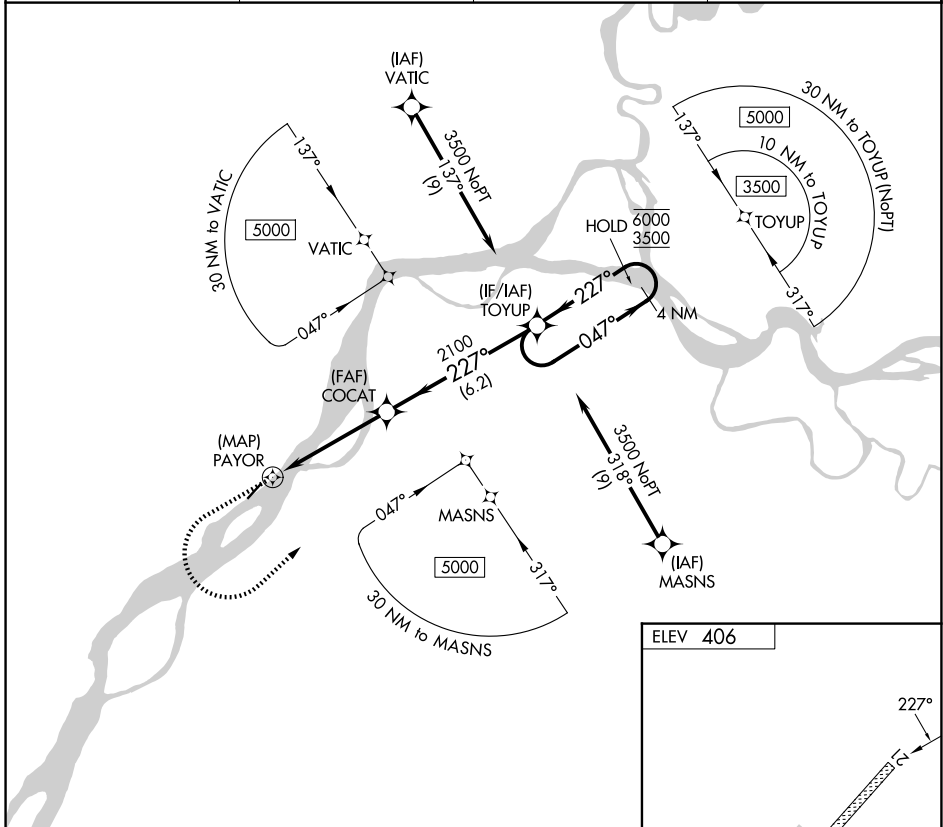 (IAF)
VATIC
3500 NoPT
137°
(9)
30 NM to VATIC
137°
5000
VATIC
047°
30 NM to TOYUP (NoPT)
137°
5000
10 NM to TOYUP
3500
TOYUP
317°
HOLD
6000
3500
227°
047°
4 NM
(IF/IAF)
TOYUP
2100
227°
(6.2)
(FAF)
COCAT
(MAP)
PAYOR
3500 NoPT
318°
(9)
(IAF)
MASNS
047°
MASNS
5000
317°
30 NM to MASNS
ELEV 406
227°
21